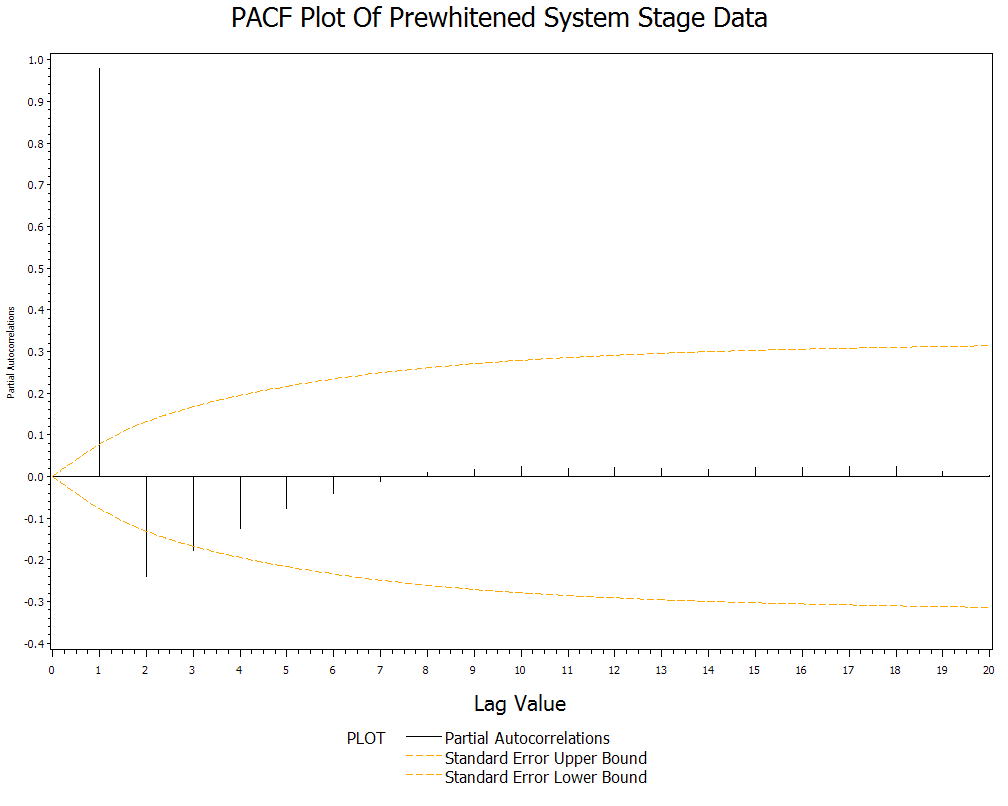 PACF Plot Of Prewhitened System Stage Data
Partial Autocorrelations
1.0
0.9
0.8
0.7
0.6
0.5
0.4
0.3
0.2
0.1
0.0
-0.1
-0.2
-0.3
-0.4
0 1 2 3 4 5 6 7 8 9 10 11 12 13 14 15 16 17 18 19 20
Lag Value
PLOT Partial Autocorrelations
Standard Error Upper Bound
Standard Error Lower Bound